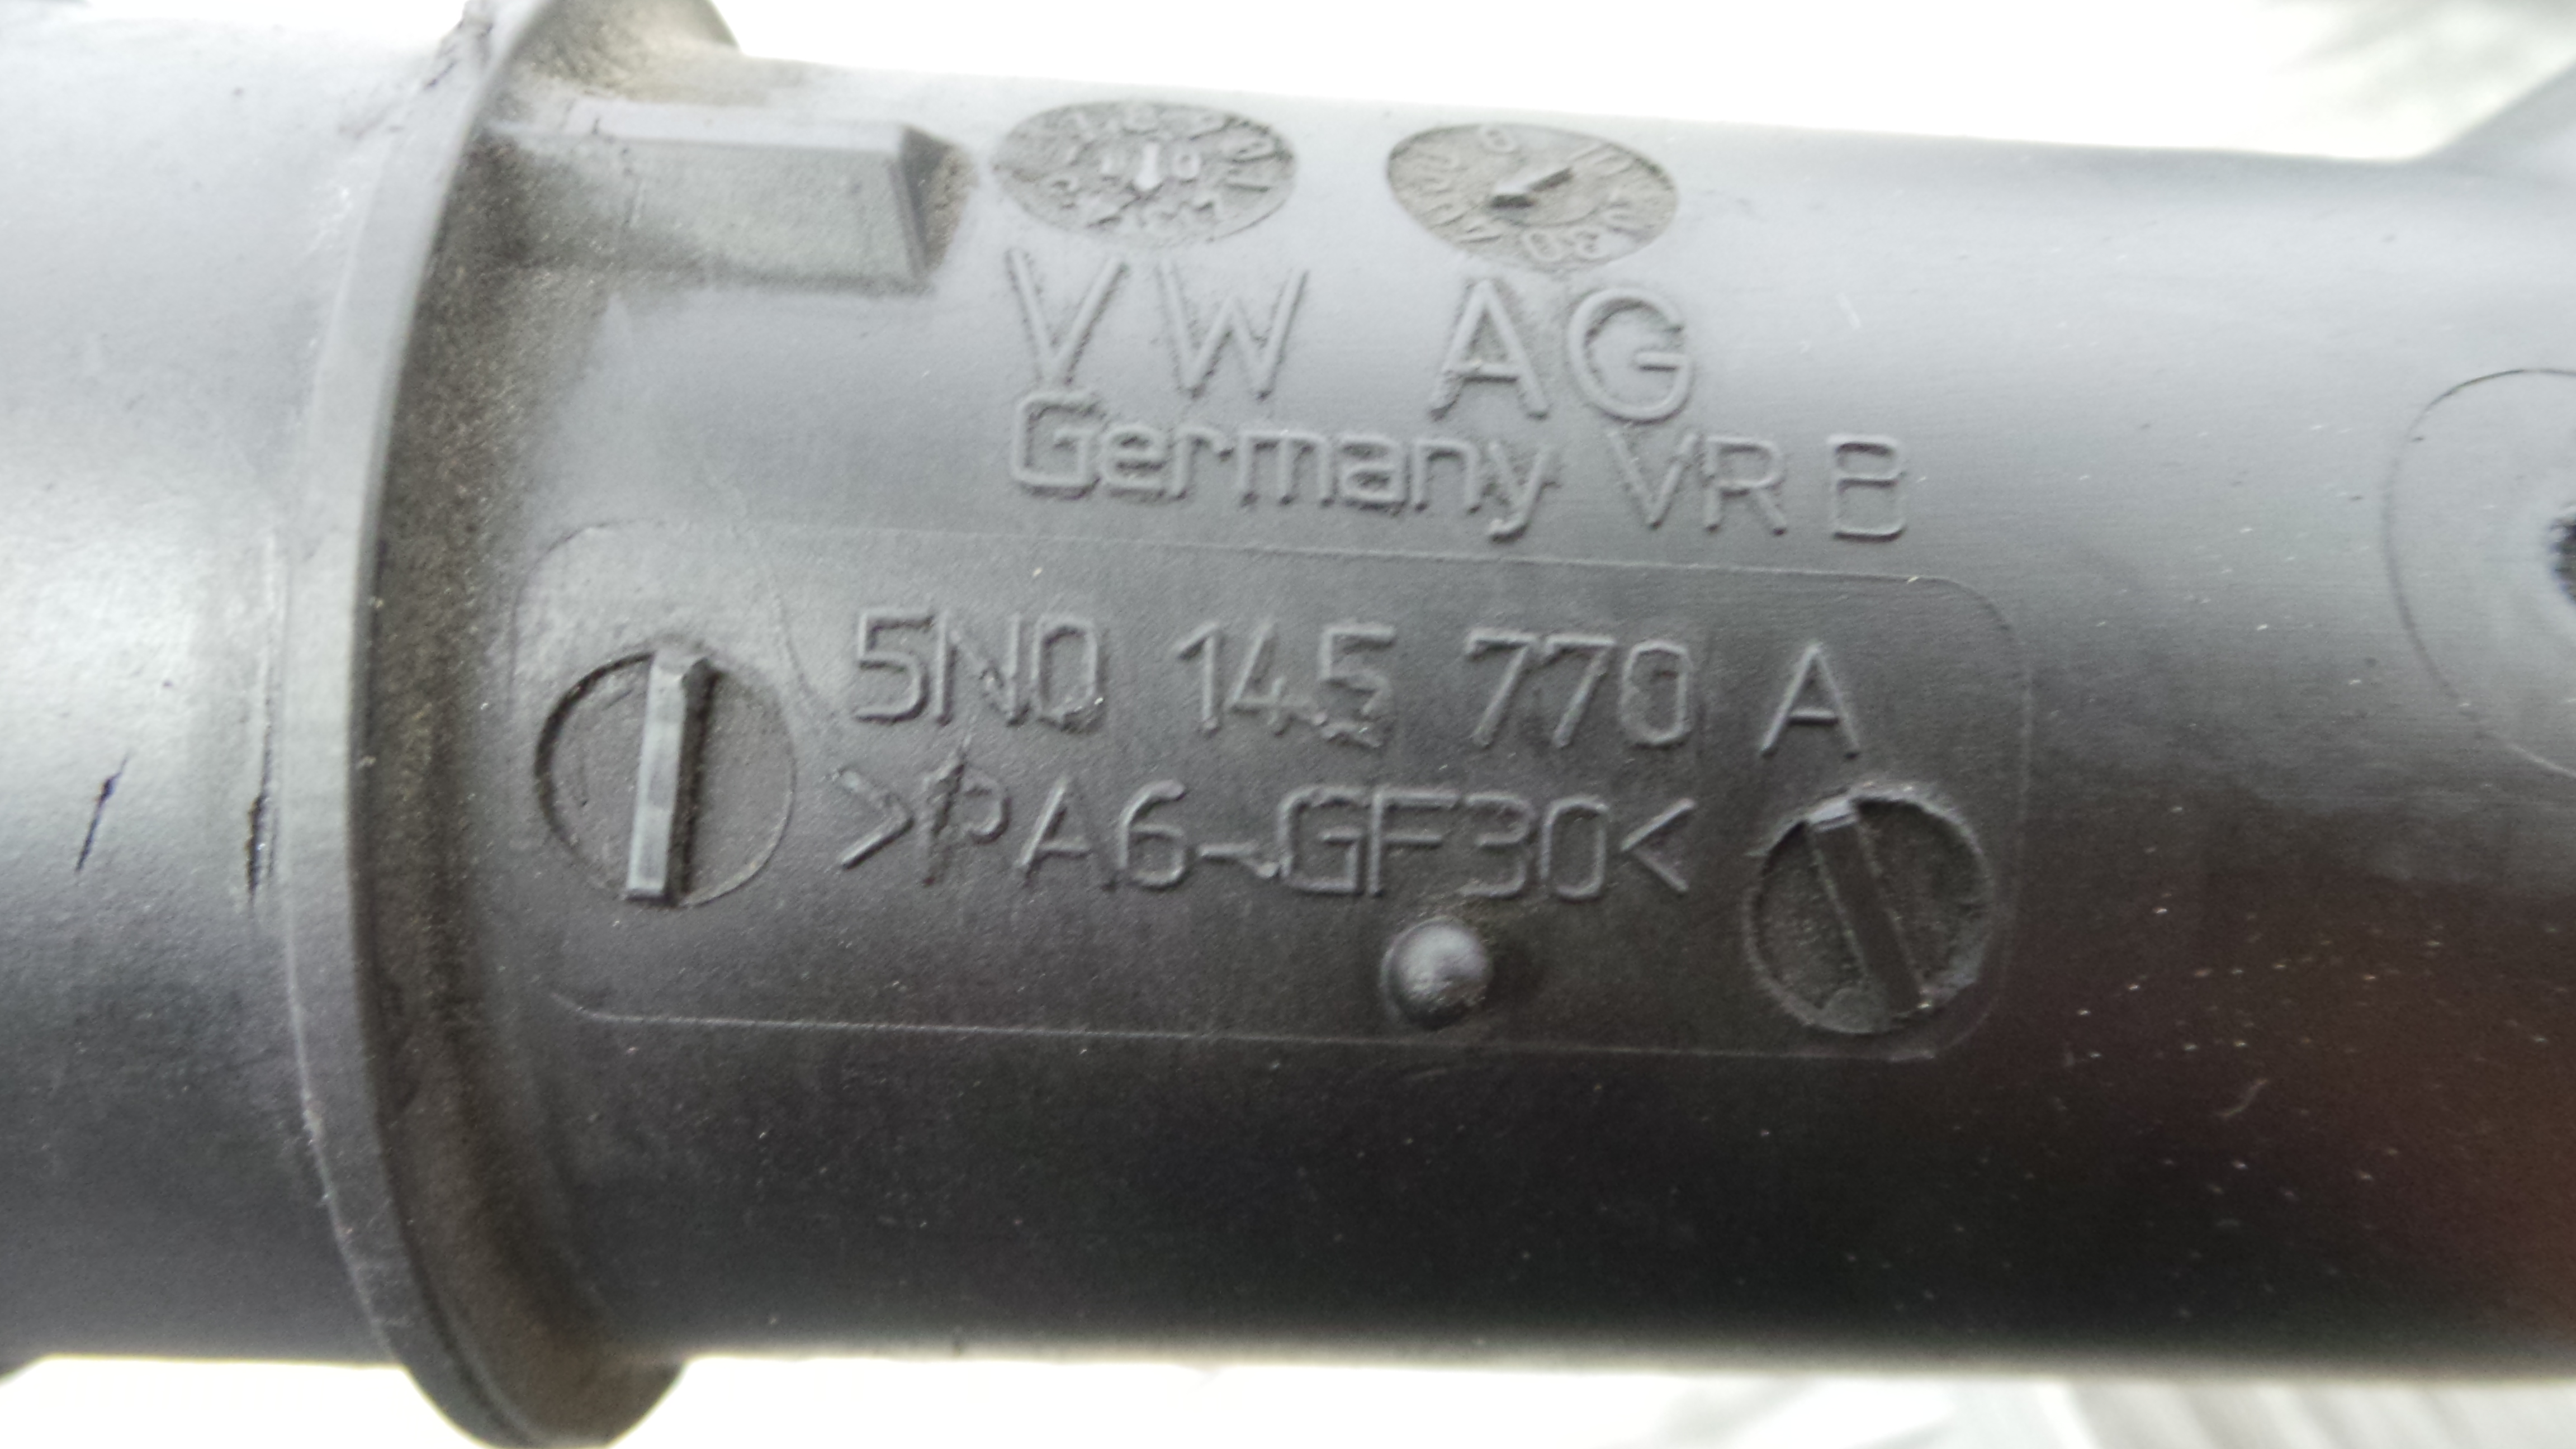 VW AG
Germany VR B
5N0 145 770 A
>PA6-GF30<